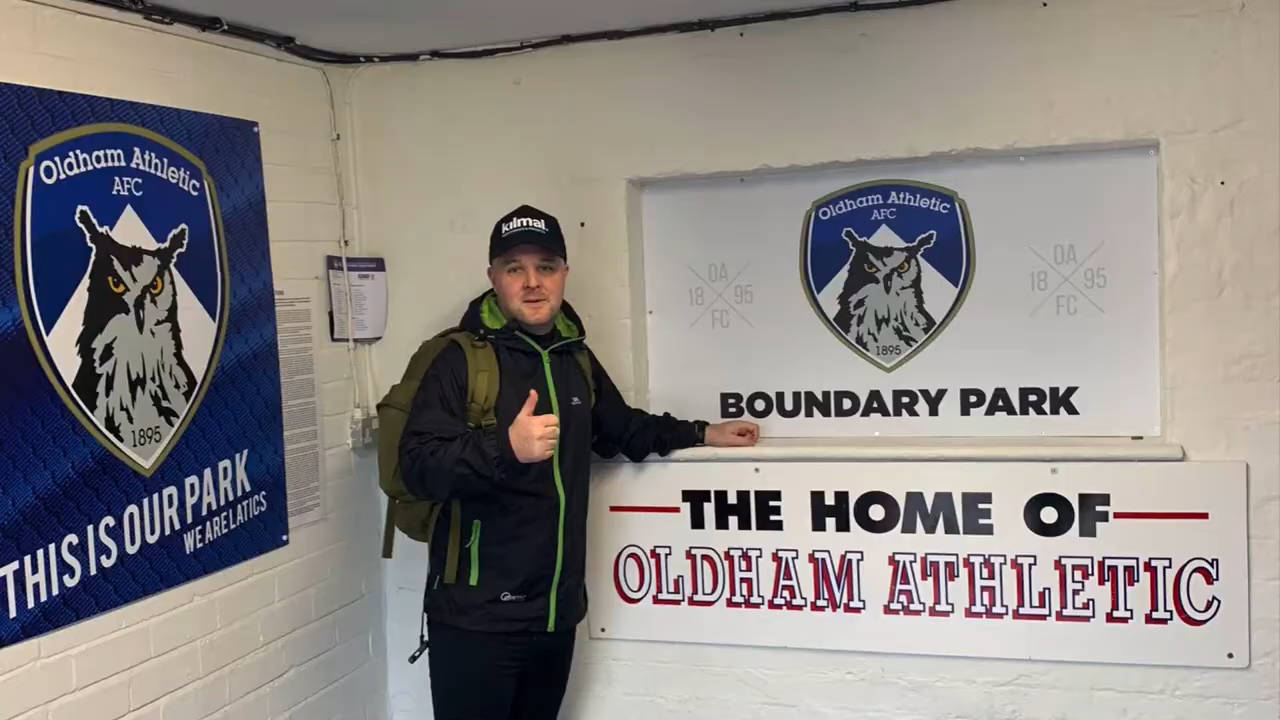 Oldham Athletic
AFC
1895
THIS IS OUR PARK
WE ARE LATICS
kilmal.
OA
18 95
FC
Oldham Athletic
AFC
1895
OA
18 95
FC
BOUNDARY PARK
THE HOME OF
OLDHAM ATHLETIC